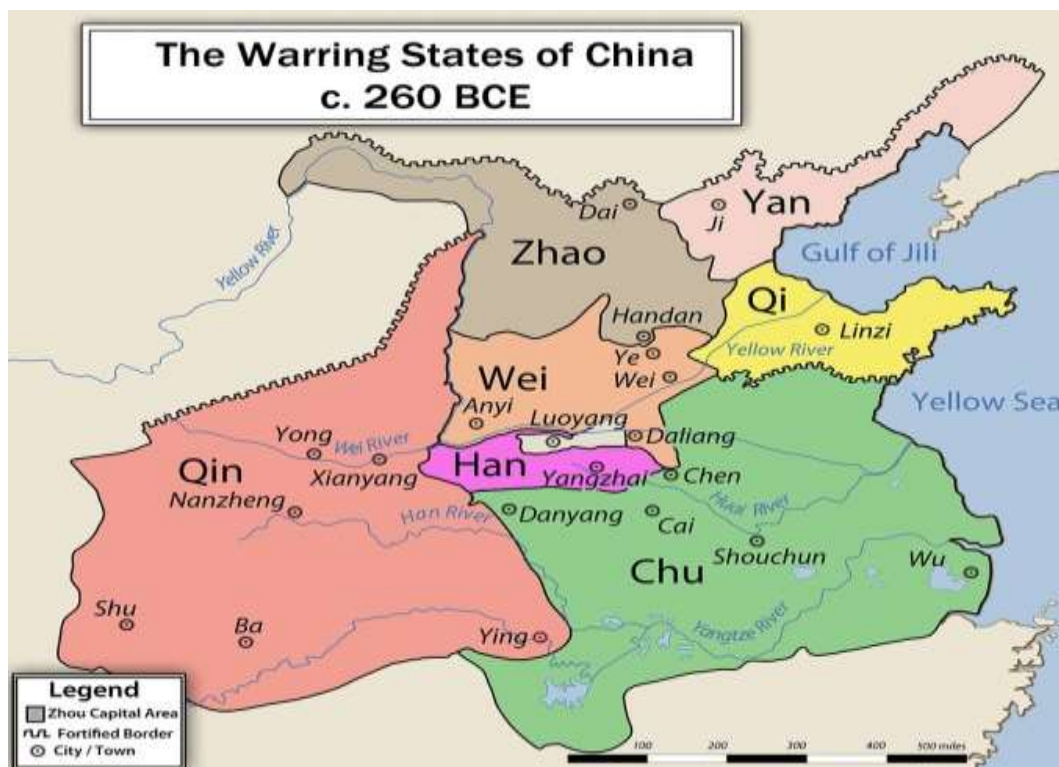 The Warring States of China
c. 260 BCE
Dai
Ji
Yan
Zhao
Yellow River
Gulf of Jili
Qi
Handan
Linzi
Ye
Yellow River
Wei
Wei
Anyi
Luoyang
Yellow Sea
Yong
Wei River
Daliang
Qin
Xianyang
Han
Yangzhai
Chen
Nanzheng
Han River
Danyang
Cai
Huai River
Shouchun
Chu
Wu
Shu
Ba
Ying
Yangtze River
Legend
Zhou Capital Area
Fortified Border
City / Town
100 200 300 400 500 miles